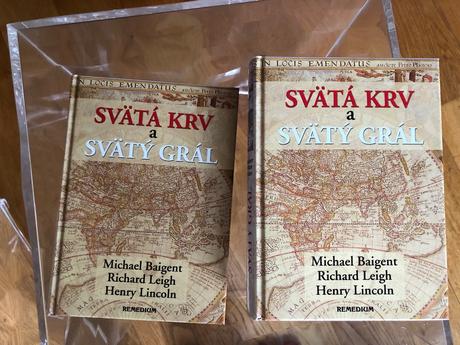 N LOCIS EMENDATUS
SVÄTÁ KRV
a
SVÄTÝ GRÁL
Michael Baigent
Richard Leigh
Henry Lincoln
REMEDIUM
N LOCIS EMENDATUS
SVÄTÁ KRV
a
SVÄTÝ GRÁL
Michael Baigent
Richard Leigh
Henry Lincoln
REMEDIUM